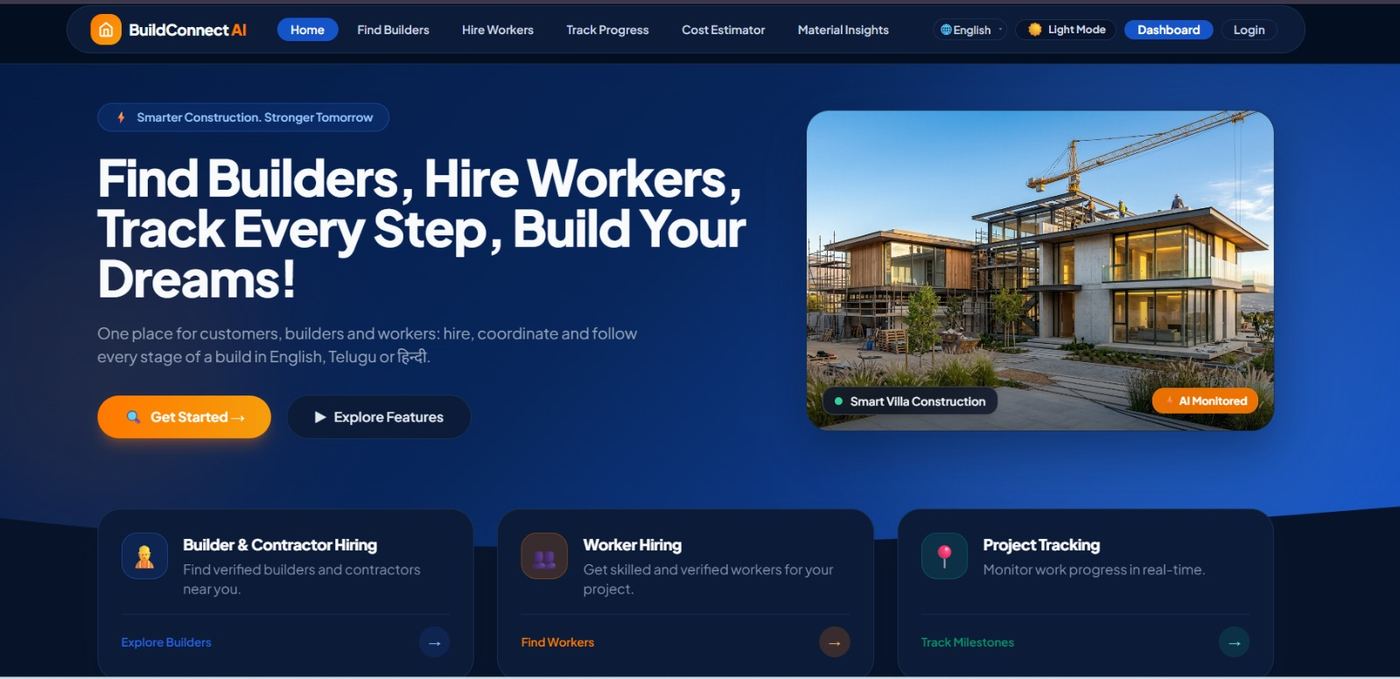 BuildConnect AI
Home
Find Builders
Hire Workers
Track Progress
Cost Estimator
Material Insights
English
Light Mode
Dashboard
Login
Smarter Construction. Stronger Tomorrow
Find Builders, Hire Workers,
Track Every Step, Build Your
Dreams!
One place for customers, builders and workers: hire, coordinate and follow
every stage of a build in English, Telugu or हिन्दी.
Get Started →
Explore Features
Smart Villa Construction
AI Monitored
Builder & Contractor Hiring
Find verified builders and contractors
near you.
Explore Builders →
Worker Hiring
Get skilled and verified workers for your
project.
Find Workers →
Project Tracking
Monitor work progress in real-time.
Track Milestones →